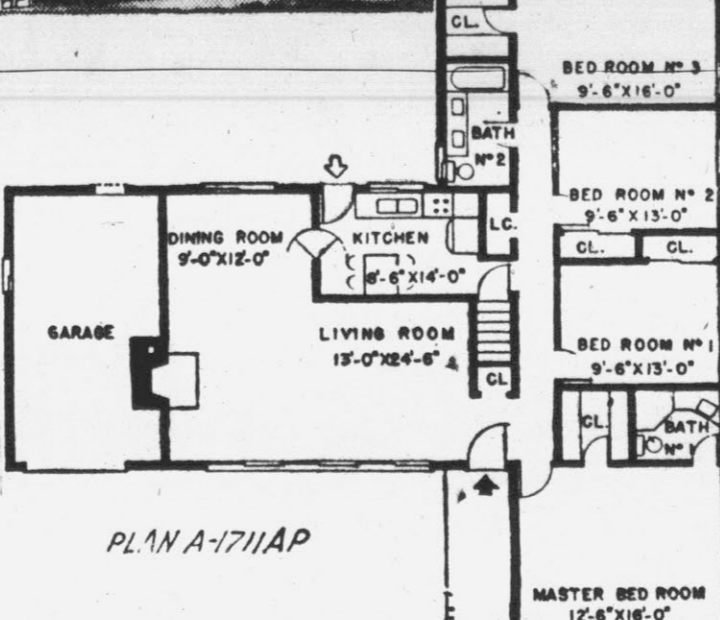 CL.
BED ROOM Nº 3
9'-6"X16'-0"
BATH
Nº 2
BED ROOM Nº 2
9'-6"X13'-0"
LC.
DINING ROOM
9'-0"X12'-0"
KITCHEN
8'-6"X14'-0"
CL.
CL.
GARAGE
LIVING ROOM
13'-0"X24'-6"
BED ROOM Nº 1
9'-6"X13'-0"
CL
CL.
BATH
Nº 1
PLAN A-1711AP
MASTER BED ROOM
12'-6"X16'-0"